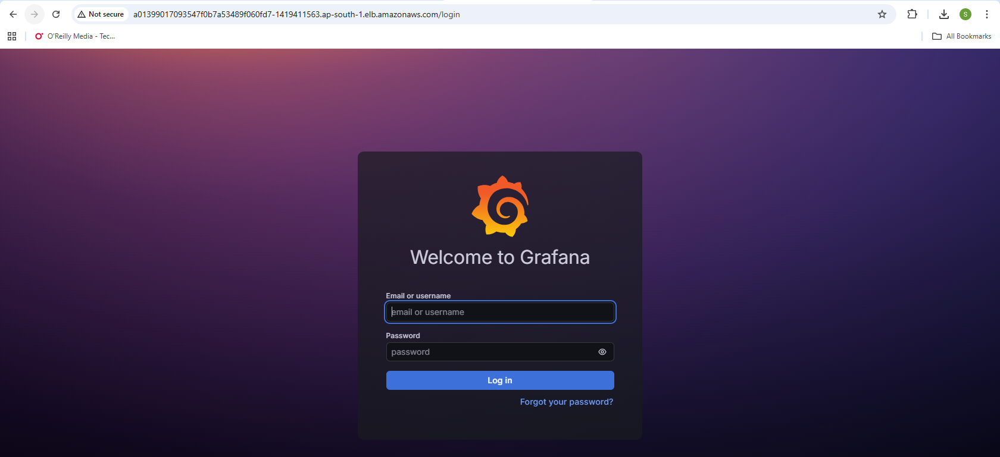 Not secure a01399017093547f0b7a53489f060fd7-1419411563.ap-south-1.elb.amazonaws.com/login S
O'Reilly Media - Tec... All Bookmarks
Welcome to Grafana
Email or username
email or username
Password
password
Log in
Forgot your password?